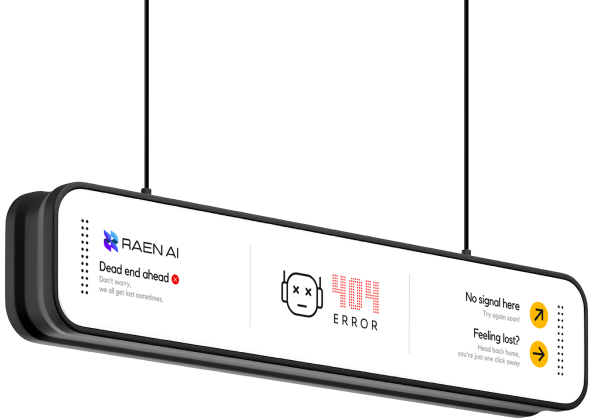 RAEN AI
Dead end ahead
Don't worry,
we all get lost sometimes.
404
ERROR
No signal here
Try again soon!
Feeling lost?
Head back home,
you're just one click away